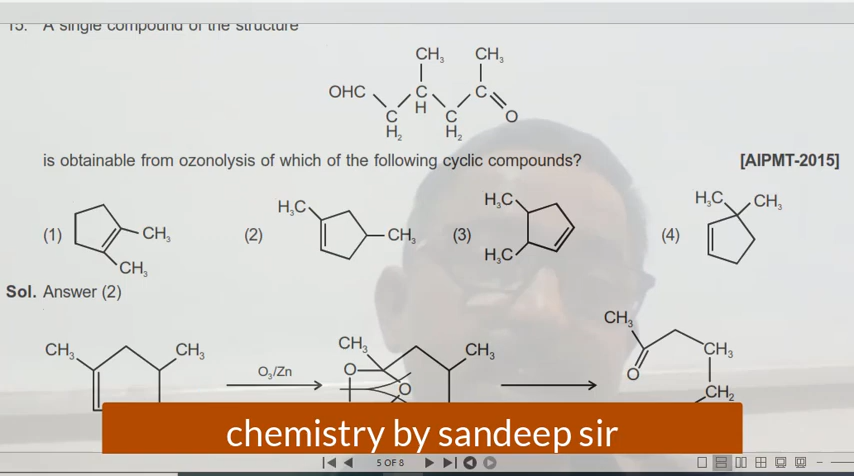 15. A single compound of the structure
CH₃ CH₃
OHC C C
H
C C O
H₂ H₂
is obtainable from ozonolysis of which of the following cyclic compounds? [AIPMT-2015]
H₃C H₃C H₃C CH₃
(1) CH₃ (2) CH₃ (3) (4)
CH₃ H₃C
Sol. Answer (2)
CH₃ CH₃ CH₃ CH₃ CH₃
O₃/Zn O O CH₃
O CH₂
chemistry by sandeep sir
5 OF 8